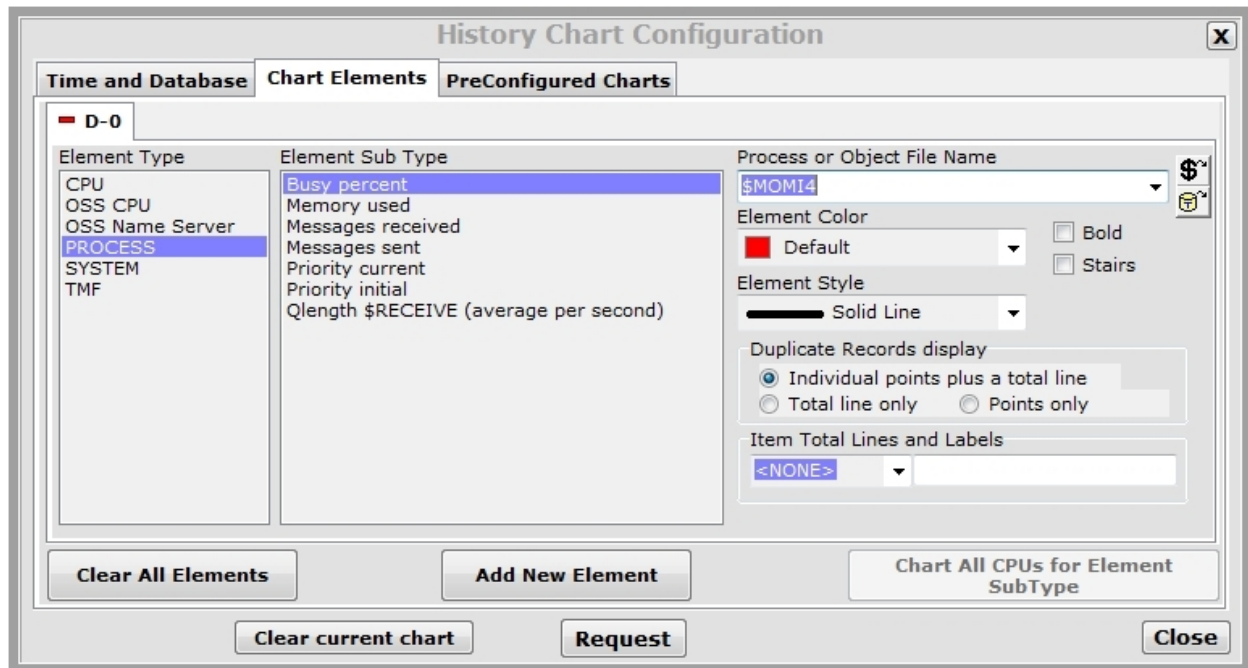 History Chart Configuration
X
Time and Database
Chart Elements
PreConfigured Charts
D-0
Element Type
CPU
OSS CPU
OSS Name Server
PROCESS
SYSTEM
TMF
Element Sub Type
Busy percent
Memory used
Messages received
Messages sent
Priority current
Priority initial
Qlength $RECEIVE (average per second)
Process or Object File Name
$MOMI4
$
Element Color
Default
Bold
Stairs
Element Style
Solid Line
Duplicate Records display
Individual points plus a total line
Total line only
Points only
Item Total Lines and Labels
<NONE>
Clear All Elements
Add New Element
Chart All CPUs for Element
SubType
Clear current chart
Request
Close